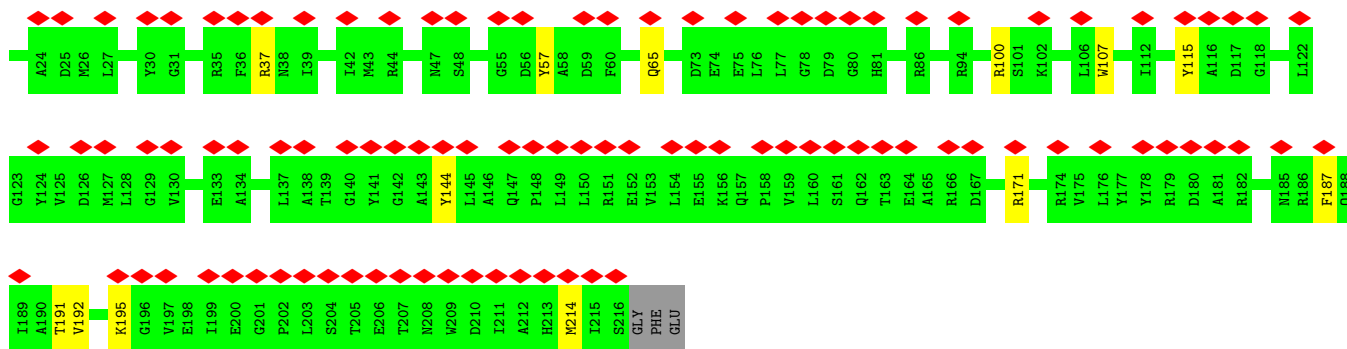 A24 D25 M26 L27 Y30 G31 R35 F36 R37 N38 I39 I42 M43 R44 N47 S48 G55 D56 Y57 A58 D59 F60 Q65 D73 E74 E75 L76 L77 G78 D79 G80 H81 R86 R94 R100 S101 K102 L106 W107 I112 Y115 A116 D117 G118 L122
G123 Y124 V125 D126 M127 L128 G129 V130 E133 A134 L137 A138 T139 G140 Y141 G142 A143 Y144 L145 A146 Q147 P148 L149 L150 R151 E152 V153 L154 E155 K156 Q157 P158 V159 L160 S161 Q162 T163 E164 A165 R166 D167 R171 R174 V175 L176 Y177 Y178 R179 D180 A181 R182 N185 R186 F187
I189 A190 T191 V192 K195 G196 V197 E198 I199 E200 G201 P202 L203 S204 T205 E206 T207 N208 W209 D210 I211 A212 H213 M214 I215 S216 GLY PHE GLU